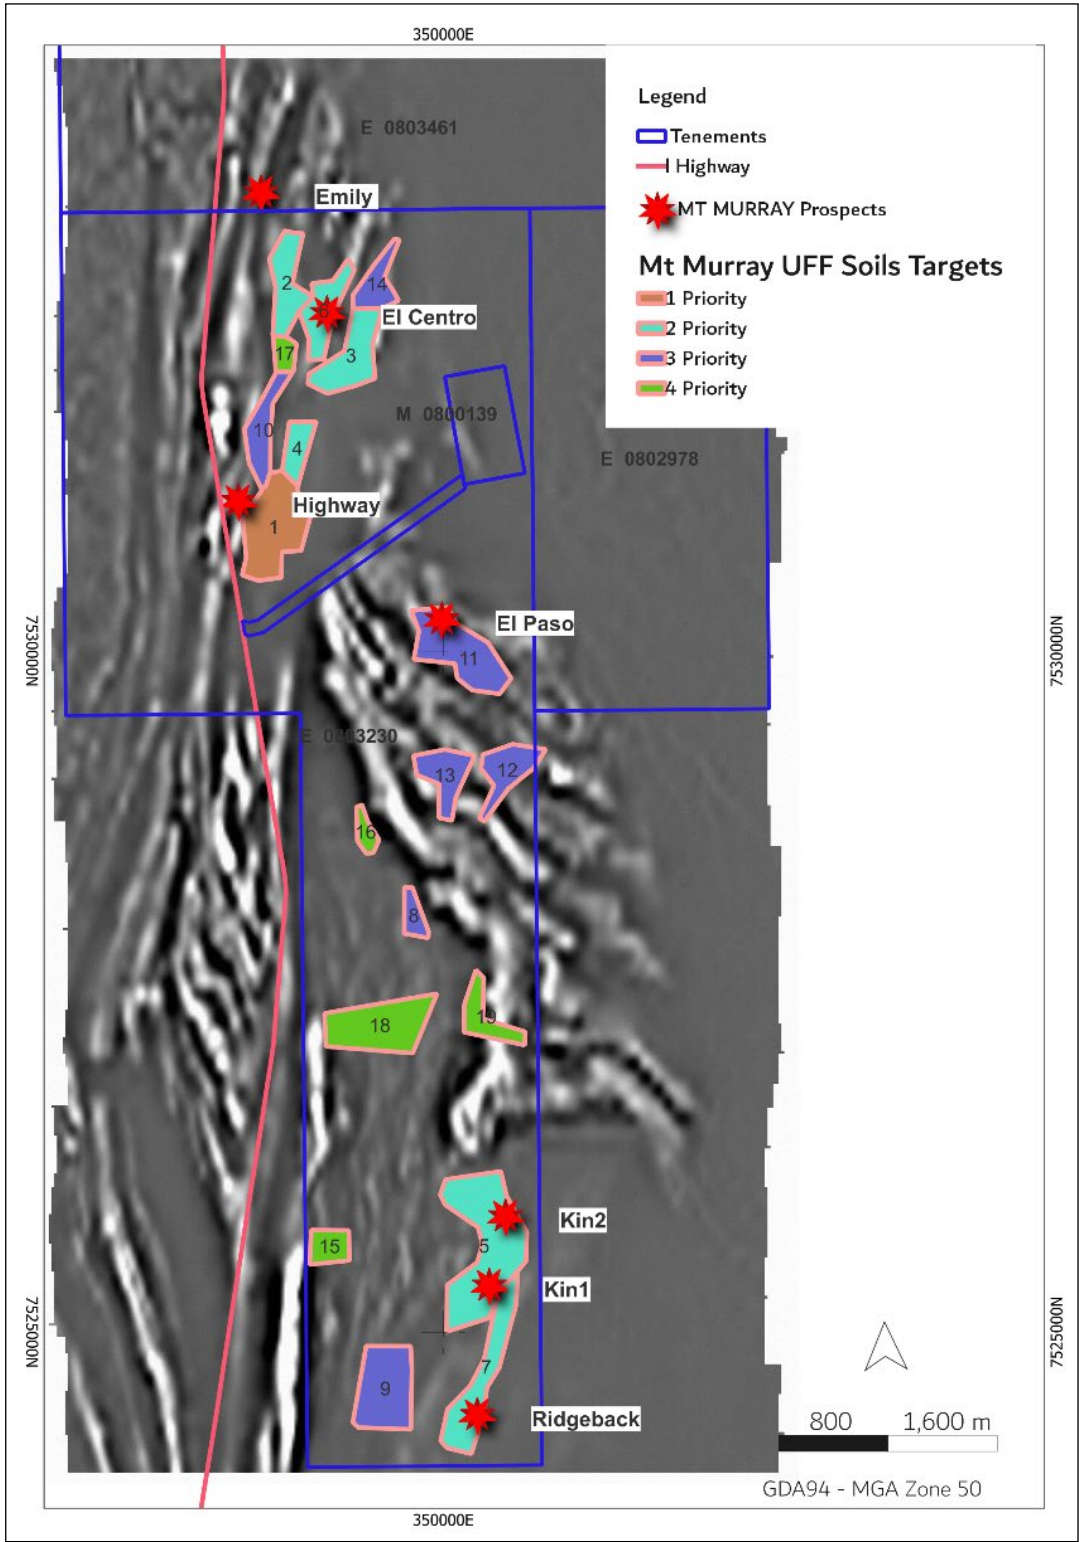 350000E
Legend
Tenements
Highway
MT MURRAY Prospects
Mt Murray UFF Soils Targets
1 Priority
2 Priority
3 Priority
4 Priority
E 0803461
Emily
2
14
6
El Centro
17
3
M 0800139
10
4
E 0802978
Highway
1
El Paso
7530000N
7530000N
11
E 0803230
13
12
16
8
18
19
Kin2
5
15
Kin1
7525000N
7525000N
7
9
Ridgeback
800
1,600 m
GDA94 - MGA Zone 50
350000E